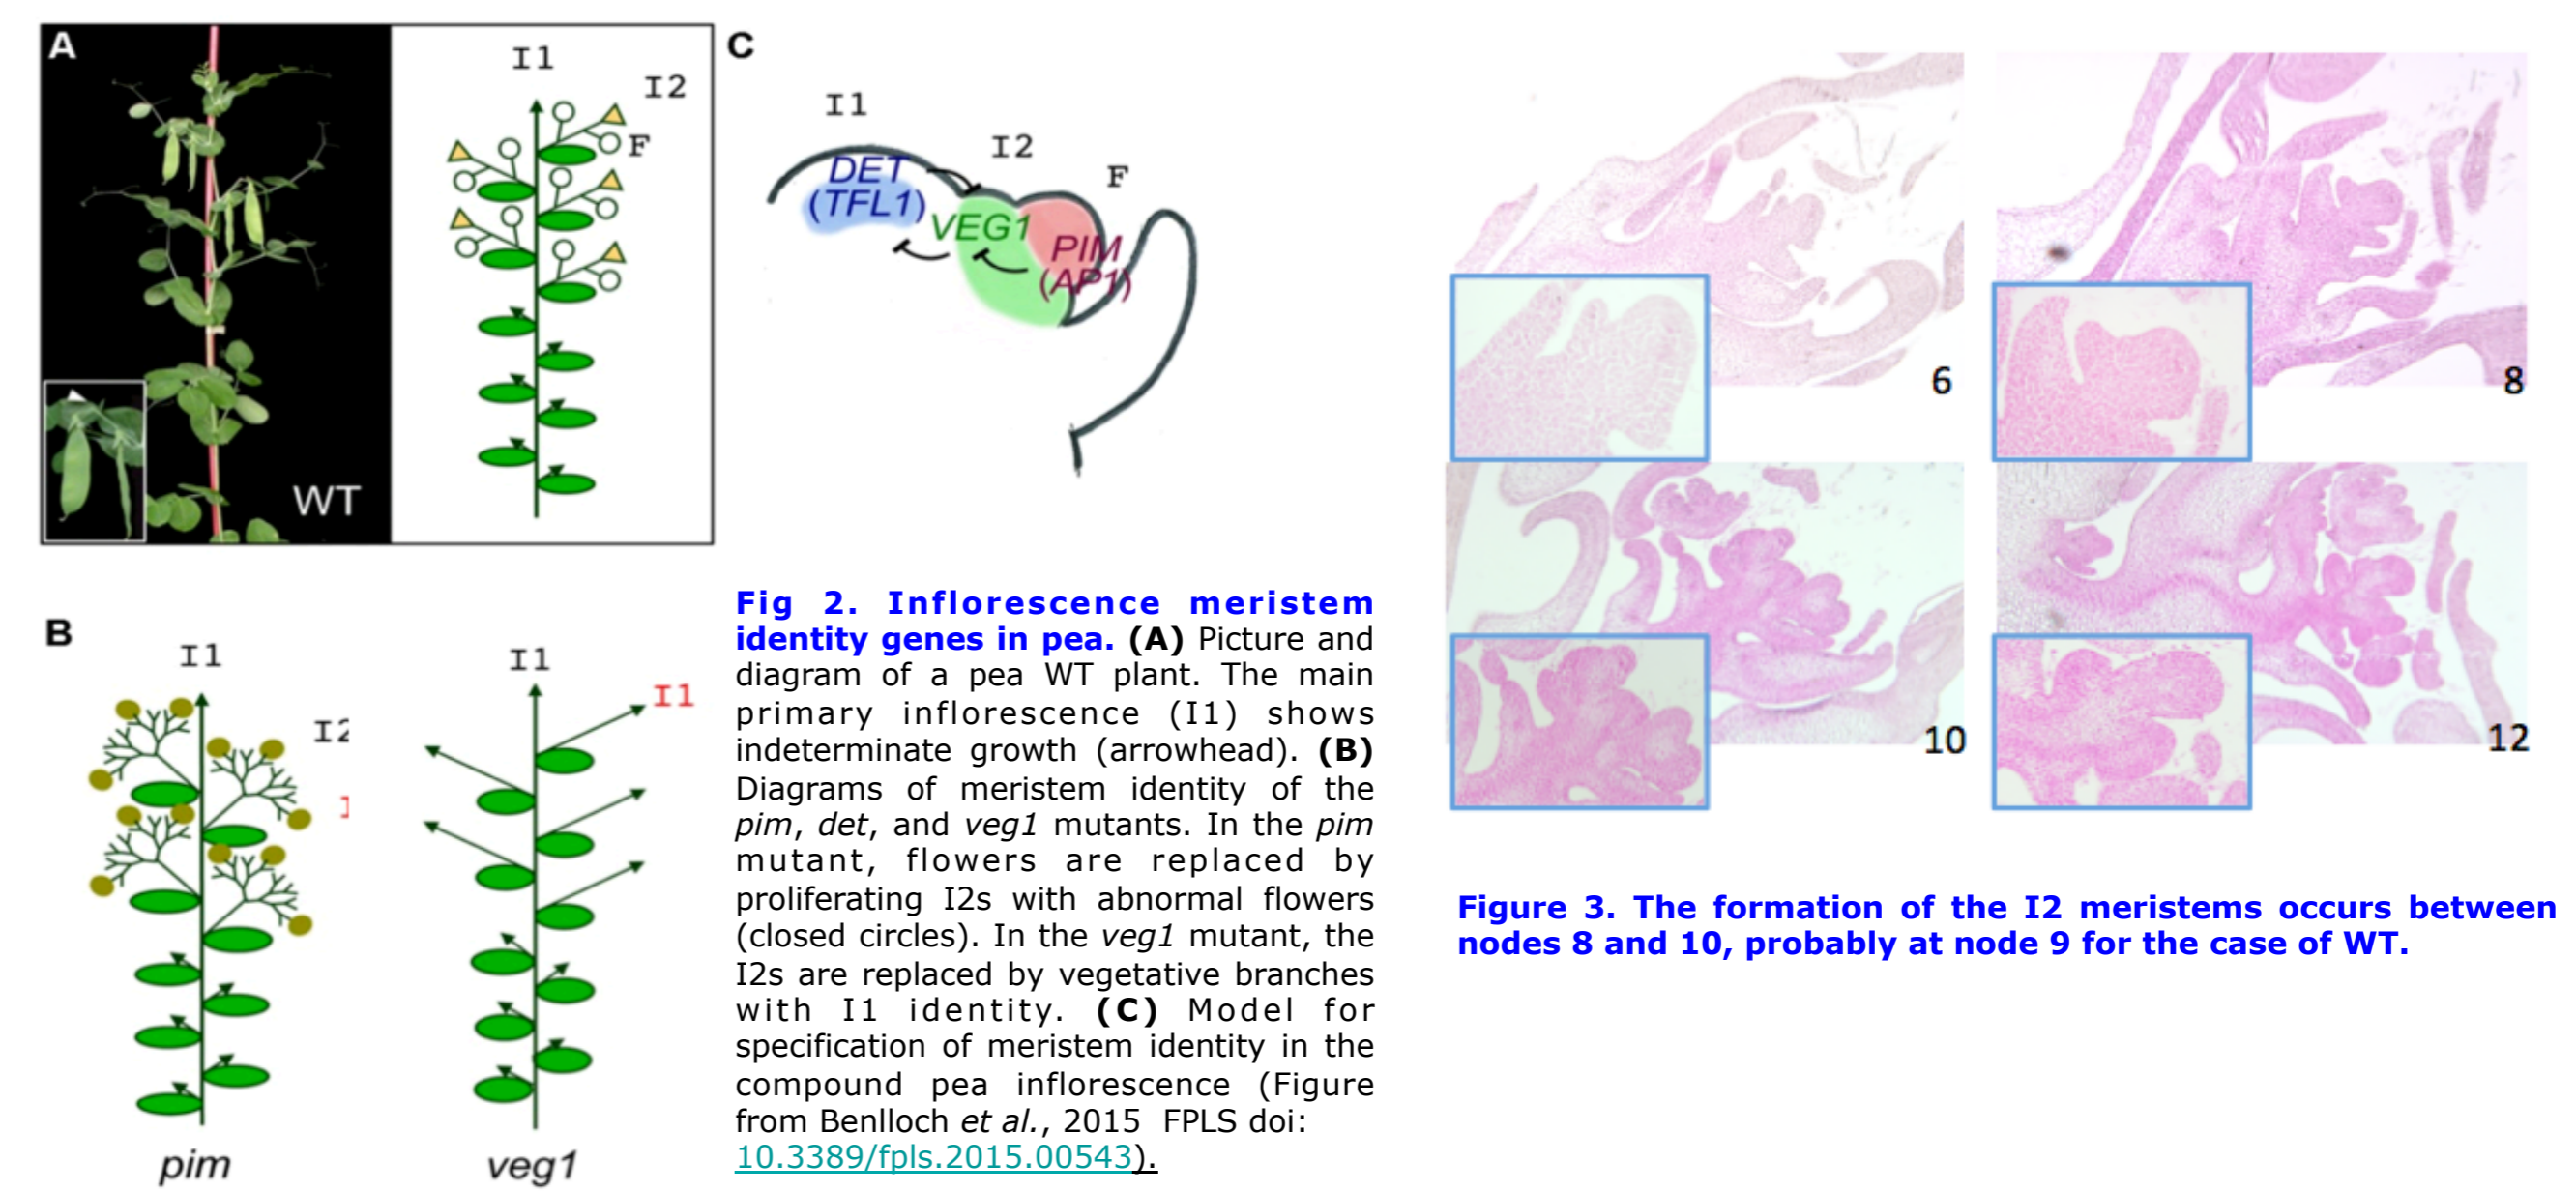 A
I1
I2
F
WT
C
I1
I2
F
DET
(TFL1)
VEG1
PIM
(AP1)
B
I1
I2
I
pim
I1
I1
veg1
Fig 2. Inflorescence meristem
identity genes in pea. (A) Picture and
diagram of a pea WT plant. The main
primary inflorescence (I1) shows
indeterminate growth (arrowhead). (B)
Diagrams of meristem identity of the
pim, det, and veg1 mutants. In the pim
mutant, flowers are replaced by
proliferating I2s with abnormal flowers
(closed circles). In the veg1 mutant, the
I2s are replaced by vegetative branches
with I1 identity. (C) Model for
specification of meristem identity in the
compound pea inflorescence (Figure
from Benlloch et al., 2015 FPLS doi:
10.3389/fpls.2015.00543).
6
8
10
12
Figure 3. The formation of the I2 meristems occurs between
nodes 8 and 10, probably at node 9 for the case of WT.